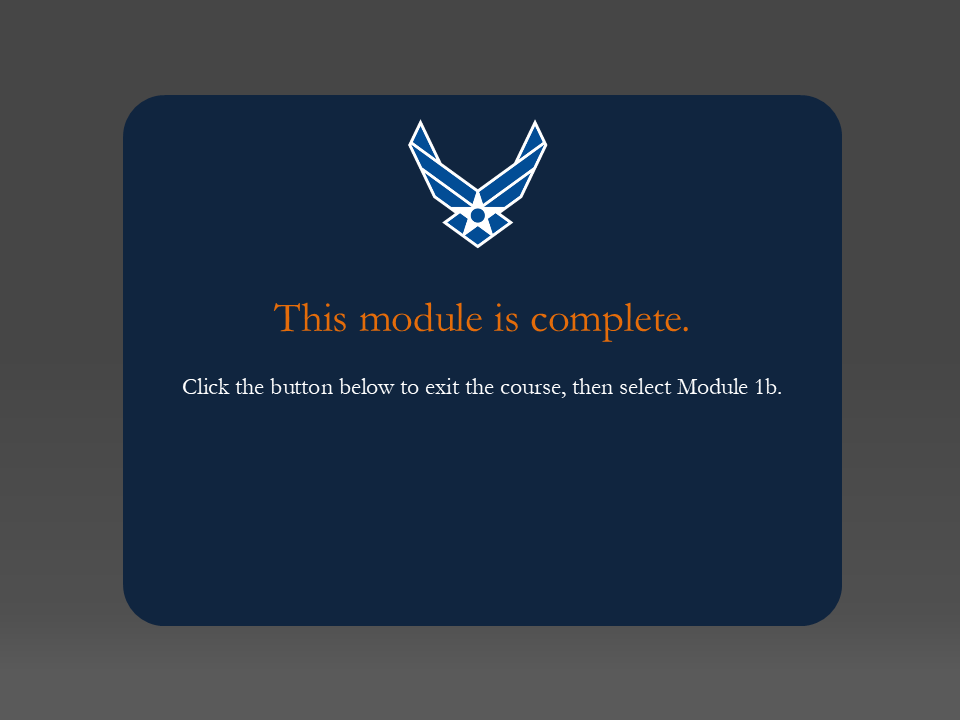 This module is complete.
Click the button below to exit the course, then select Module 1b.